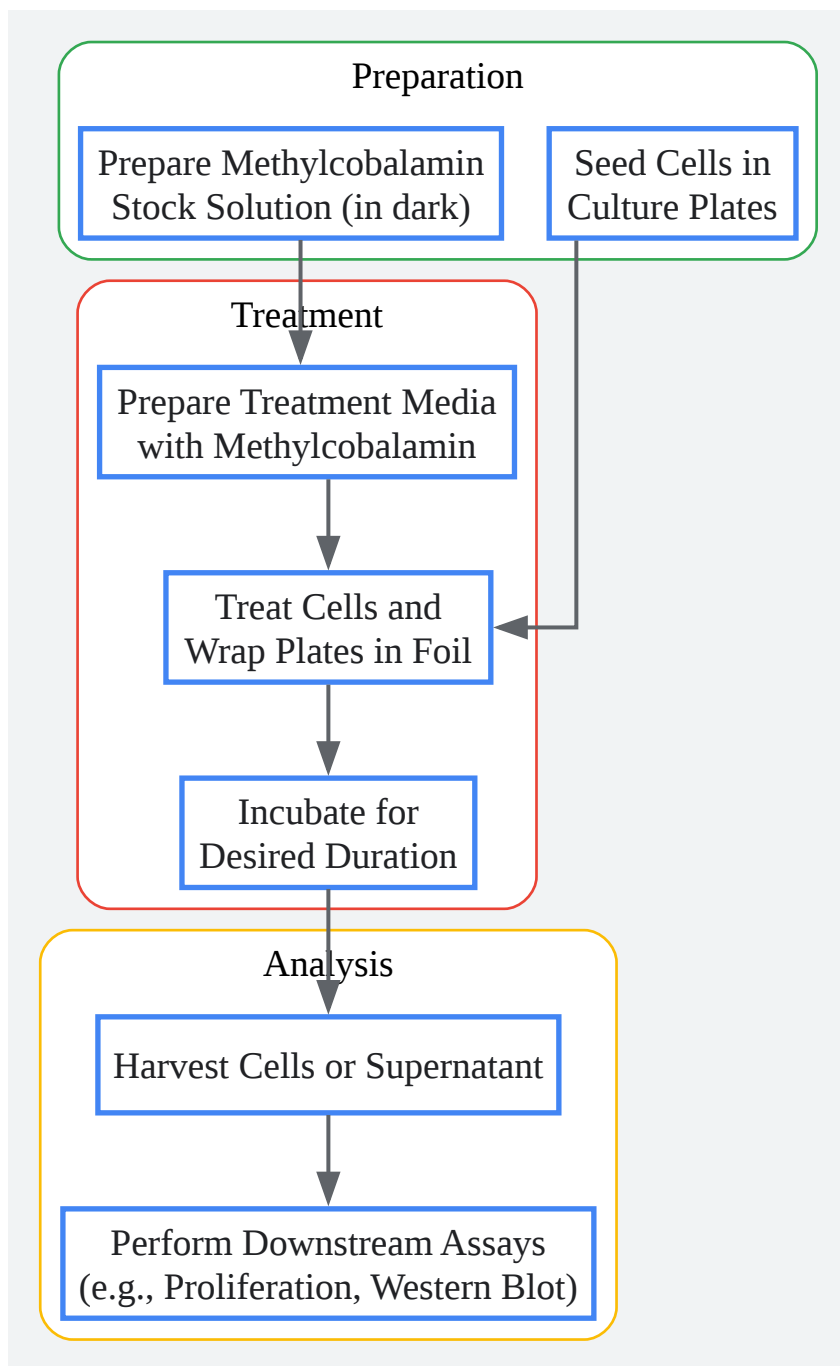 Preparation
Prepare Methylcobalamin
Stock Solution (in dark)
Seed Cells in
Culture Plates
Treatment
Prepare Treatment Media
with Methylcobalamin
Treat Cells and
Wrap Plates in Foil
Incubate for
Desired Duration
Analysis
Harvest Cells or Supernatant
Perform Downstream Assays
(e.g., Proliferation, Western Blot)